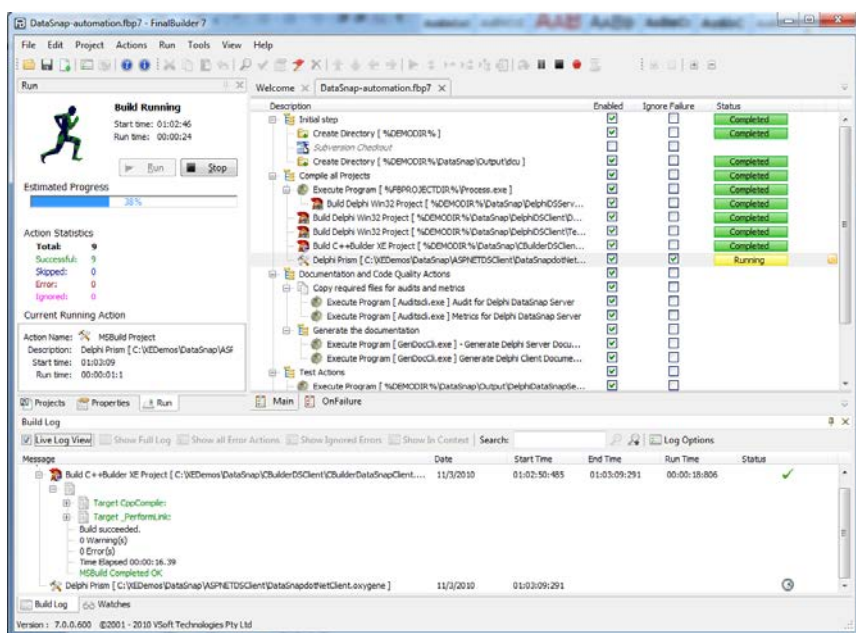 DataSnap-automation.fbp7 - FinalBuilder 7
File Edit Project Actions Run Tools View Help
Run
Welcome DataSnap-automation.fbp7
Build Running
Start time: 01:02:46
Run time: 00:00:24
Run Stop
Estimated Progress
38%
Action Statistics
Total: 9
Successful: 9
Skipped: 0
Error: 0
Ignored: 0
Current Running Action
Action Name: MSBuild Project
Description: Delphi Prism [ C:\XEDemos\DataSnap\ASF
Start time: 01:03:09
Run time: 00:00:01:1
Projects Properties Run
Description Enabled Ignore Failure Status
Initial step Completed
Create Directory [ %DEMODIR% ] Completed
Subversion Checkout
Create Directory [ %DEMODIR%\DataSnap\Output\dcu ] Completed
Compile all Projects Completed
Execute Program [ %FBPROJECTDIR%\Process.exe ] Completed
Build Delphi Win32 Project [ %DEMODIR%\DataSnap\DelphiDSServ... Completed
Build Delphi Win32 Project [ %DEMODIR%\DataSnap\DelphiDSClient\D... Completed
Build Delphi Win32 Project [ %DEMODIR%\DataSnap\DelphiDSClient\Te... Completed
Build C++Builder XE Project [ %DEMODIR%\DataSnap\CBuilderDSClien... Completed
Delphi Prism [ C:\XEDemos\DataSnap\ASPNETDSClient\DataSnapdotNet... Running
Documentation and Code Quality Actions
Copy required files for audits and metrics
Execute Program [ Auditscli.exe ] Audit for Delphi DataSnap Server
Execute Program [ Auditscli.exe ] Metrics for Delphi DataSnap Server
Generate the documentation
Execute Program [ GenDocCli.exe ] - Generate Delphi Server Docu...
Execute Program [ GenDocCli.exe ] Generate Delphi Client Docume...
Test Actions
Execute Program [ %DEMODIR%\DataSnap\Output\DelphiDataSnapSe...
Main OnFailure
Build Log
Live Log View Show Full Log Show all Error Actions Show Ignored Errors Show In Context Search: Log Options
Message Date Start Time End Time Run Time Status
Build C++Builder XE Project [ C:\XEDemos\DataSnap\CBuilderDSClient\CBuilderDataSnapClient.... 11/3/2010 01:02:50:485 01:03:09:291 00:00:18:806
Target CppCompile:
Target _PerformLink:
Build succeeded.
0 Warning(s)
0 Error(s)
Time Elapsed 00:00:16.39
MSBuild Completed OK
Delphi Prism [ C:\XEDemos\DataSnap\ASPNETDSClient\DataSnapdotNetClient.oxygene ] 11/3/2010 01:03:09:291
Build Log Watches
Version : 7.0.0.600 ©2001 - 2010 VSoft Technologies Pty Ltd